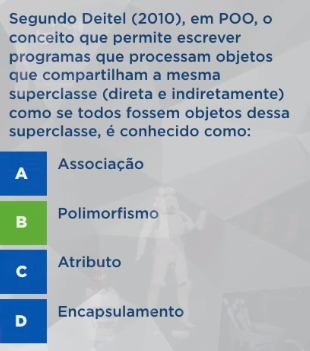 Segundo Deitel (2010), em POO, o
conceito que permite escrever
programas que processam objetos
que compartilham a mesma
superclasse (direta e indiretamente)
como se todos fossem objetos dessa
superclasse, é conhecido como:
A Associação
B Polimorfismo
C Atributo
D Encapsulamento